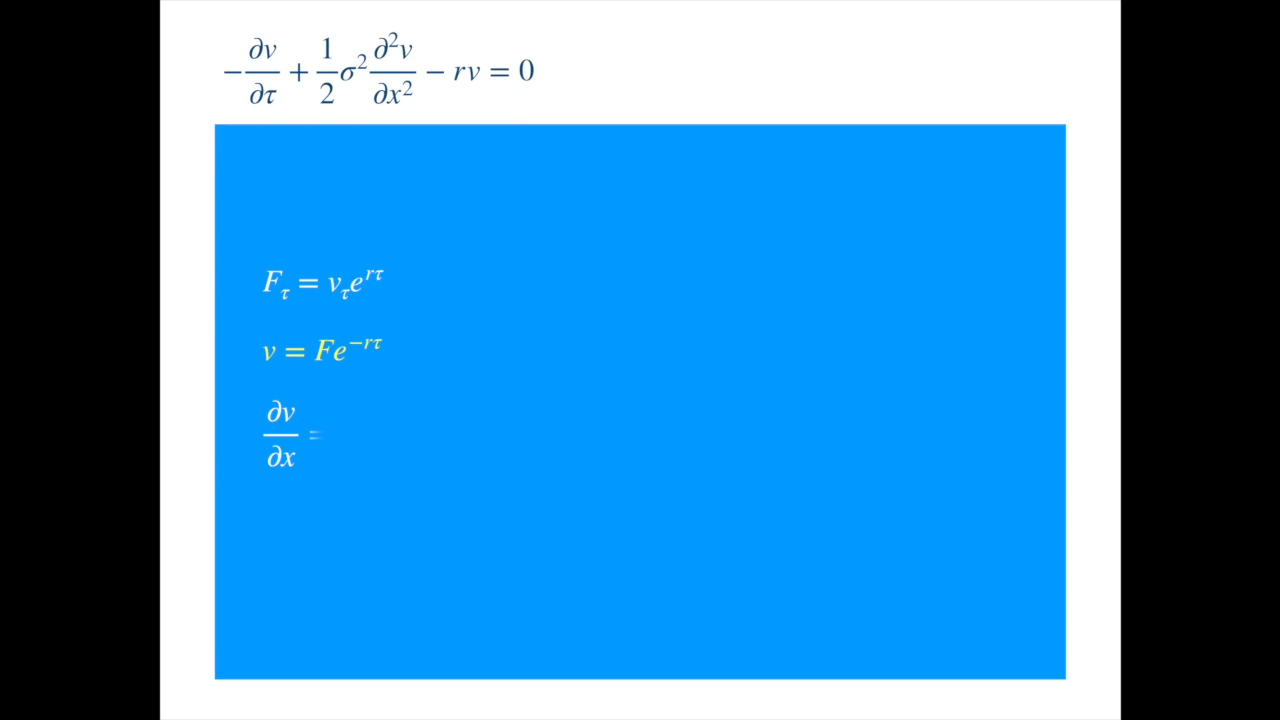 −∂v/∂τ + 1/2 σ² ∂²v/∂x² − rv = 0
F_τ = v_τ e^{rτ}
v = Fe^{−rτ}
∂v/∂x =